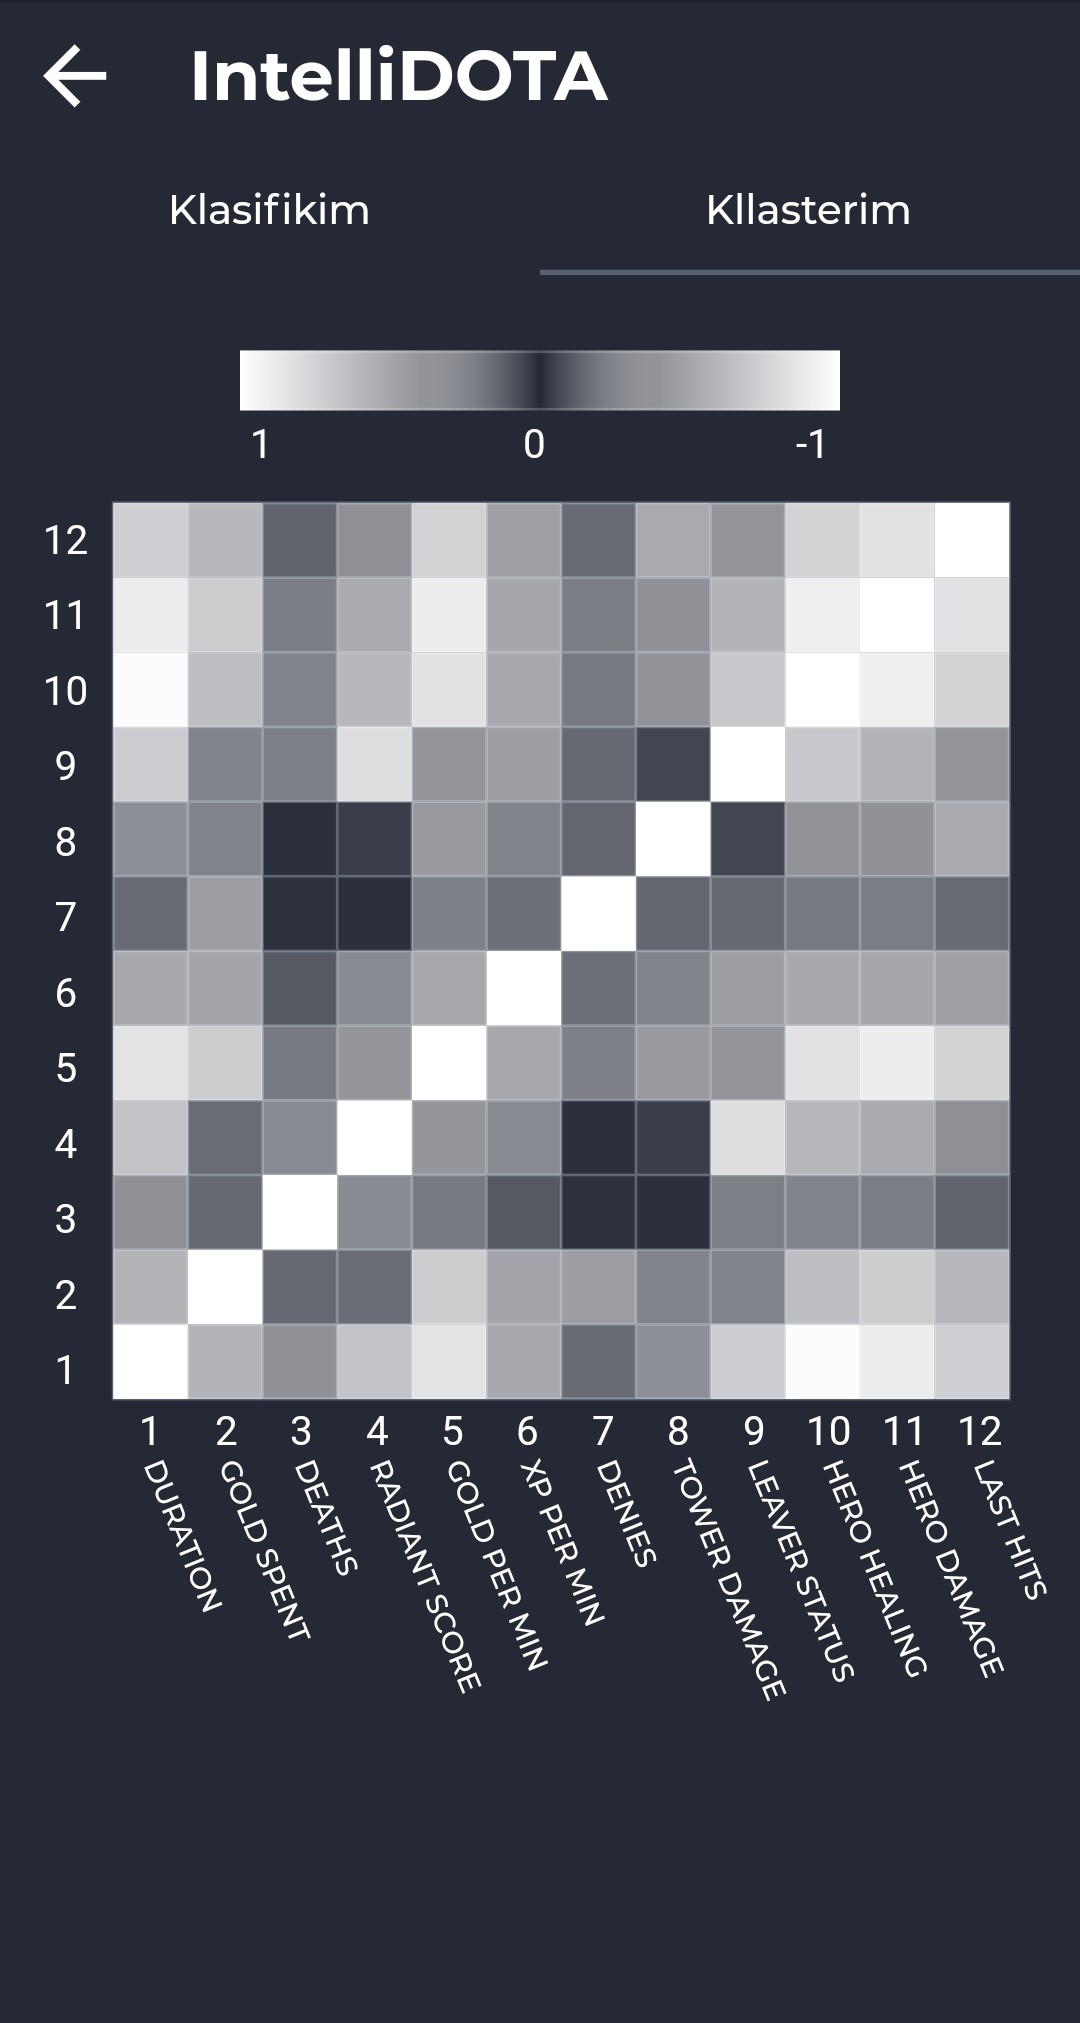 IntelliDOTA
Klasifikim
Kllasterim
1 0 -1
12
11
10
9
8
7
6
5
4
3
2
1
1 2 3 4 5 6 7 8 9 10 11 12
DURATION
GOLD SPENT
DEATHS
RADIANT SCORE
GOLD PER MIN
XP PER MIN
DENIES
TOWER DAMAGE
LEAVER STATUS
HERO HEALING
HERO DAMAGE
LAST HITS